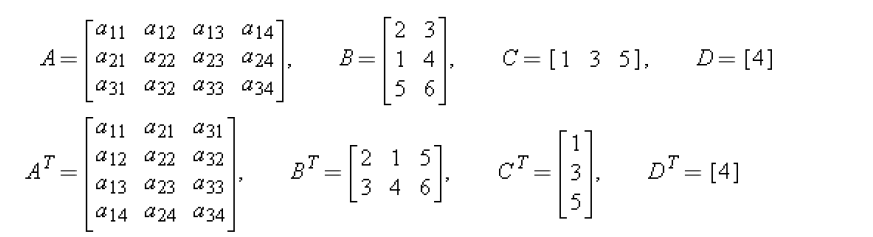 A = [a11 a12 a13 a14; a21 a22 a23 a24; a31 a32 a33 a34], B = [2 3; 1 4; 5 6], C = [1 3 5], D = [4]
A^T = [a11 a21 a31; a12 a22 a32; a13 a23 a33; a14 a24 a34], B^T = [2 1 5; 3 4 6], C^T = [1; 3; 5], D^T = [4]